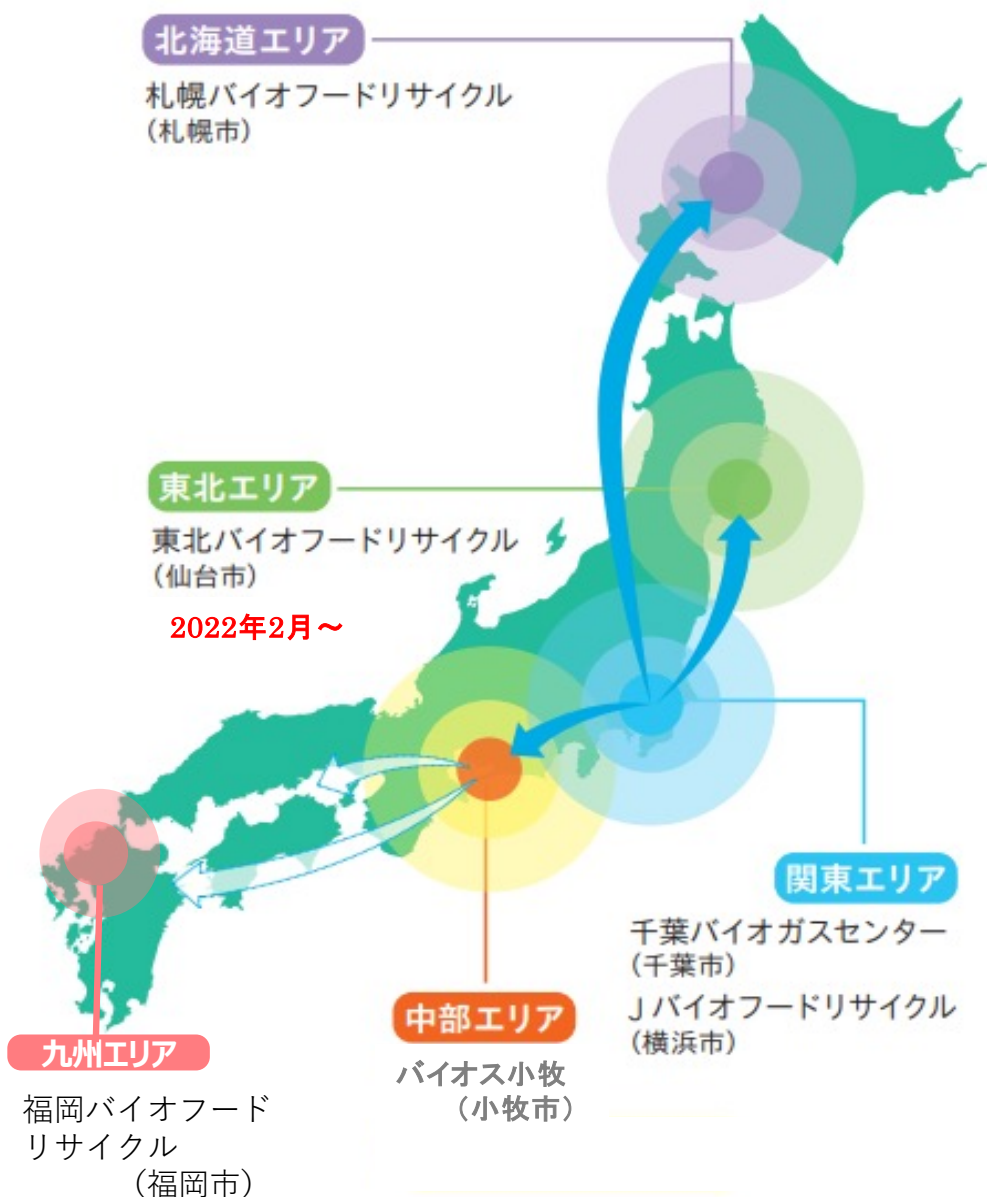 北海道エリア
札幌バイオフードリサイクル
(札幌市)
東北エリア
東北バイオフードリサイクル
(仙台市)
2022年2月～
関東エリア
千葉バイオガスセンター
(千葉市)
Jバイオフードリサイクル
(横浜市)
中部エリア
バイオス小牧
（小牧市）
九州エリア
福岡バイオフード
リサイクル
（福岡市）